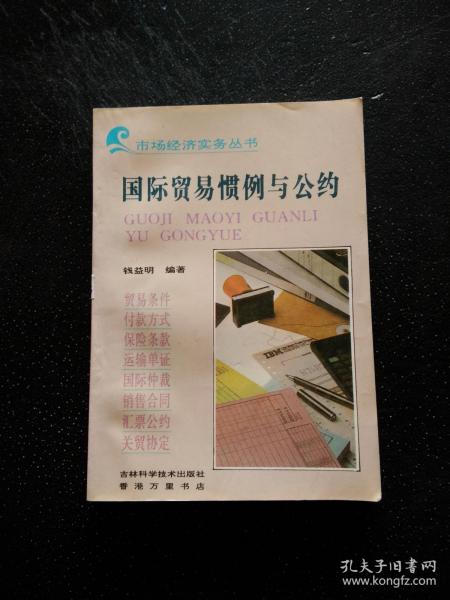 市场经济实务丛书
国际贸易惯例与公约
GUOJI MAOYI GUANLI
YU GONGYUE
钱益明 编著
贸易条件
付款方式
保险条款
运输单证
国际仲裁
销售合同
汇票公约
关贸协定
IBM
吉林科学技术出版社
香港万里书店
孔夫子旧书网
www.kongfz.com